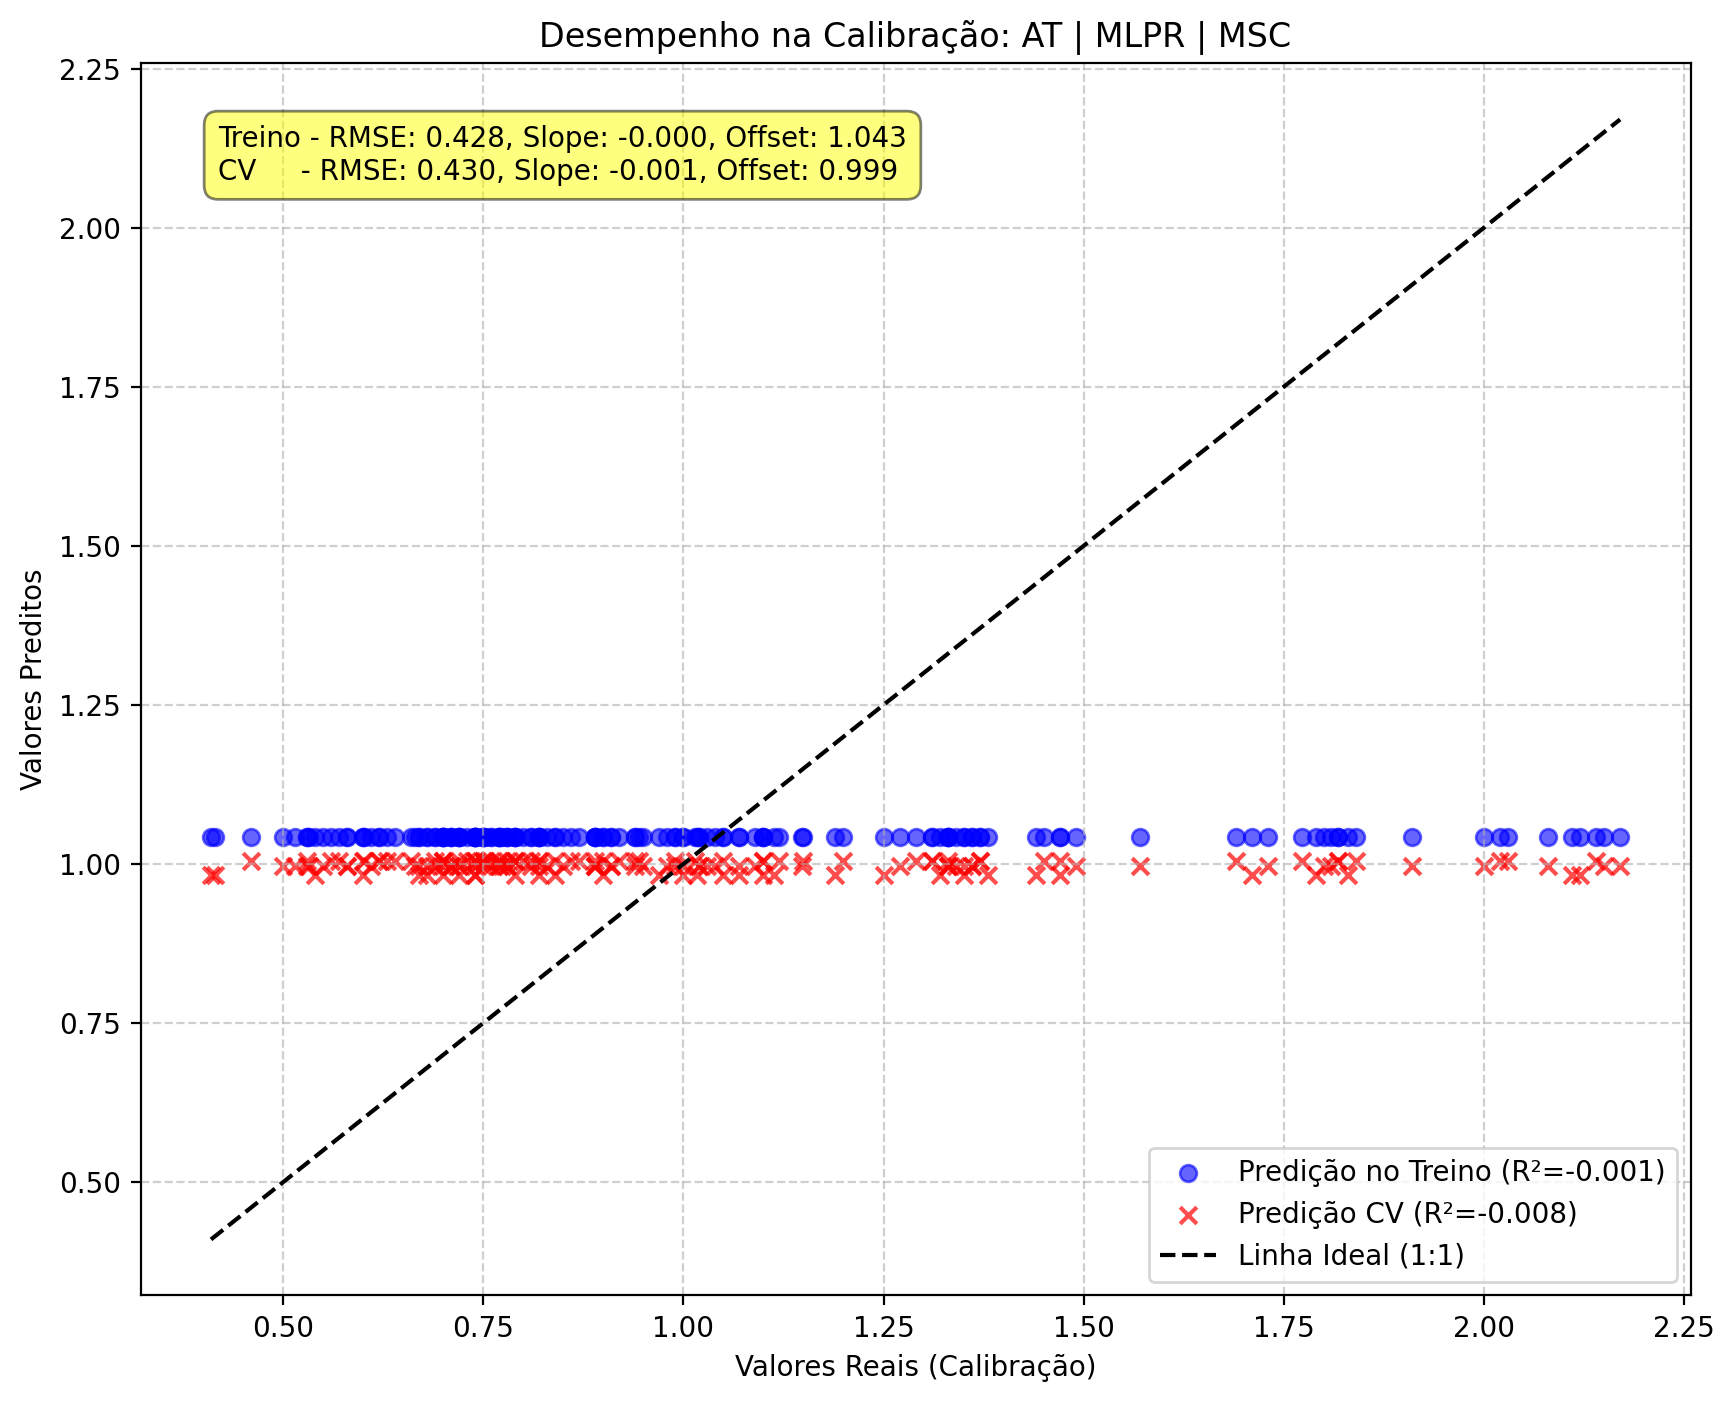 Desempenho na Calibração: AT | MLPR | MSC
Treino - RMSE: 0.428, Slope: -0.000, Offset: 1.043
CV - RMSE: 0.430, Slope: -0.001, Offset: 0.999
2.25
2.00
1.75
1.50
1.25
1.00
0.75
0.50
Valores Preditos
Predição no Treino (R²=-0.001)
Predição CV (R²=-0.008)
Linha Ideal (1:1)
0.50 0.75 1.00 1.25 1.50 1.75 2.00 2.25
Valores Reais (Calibração)